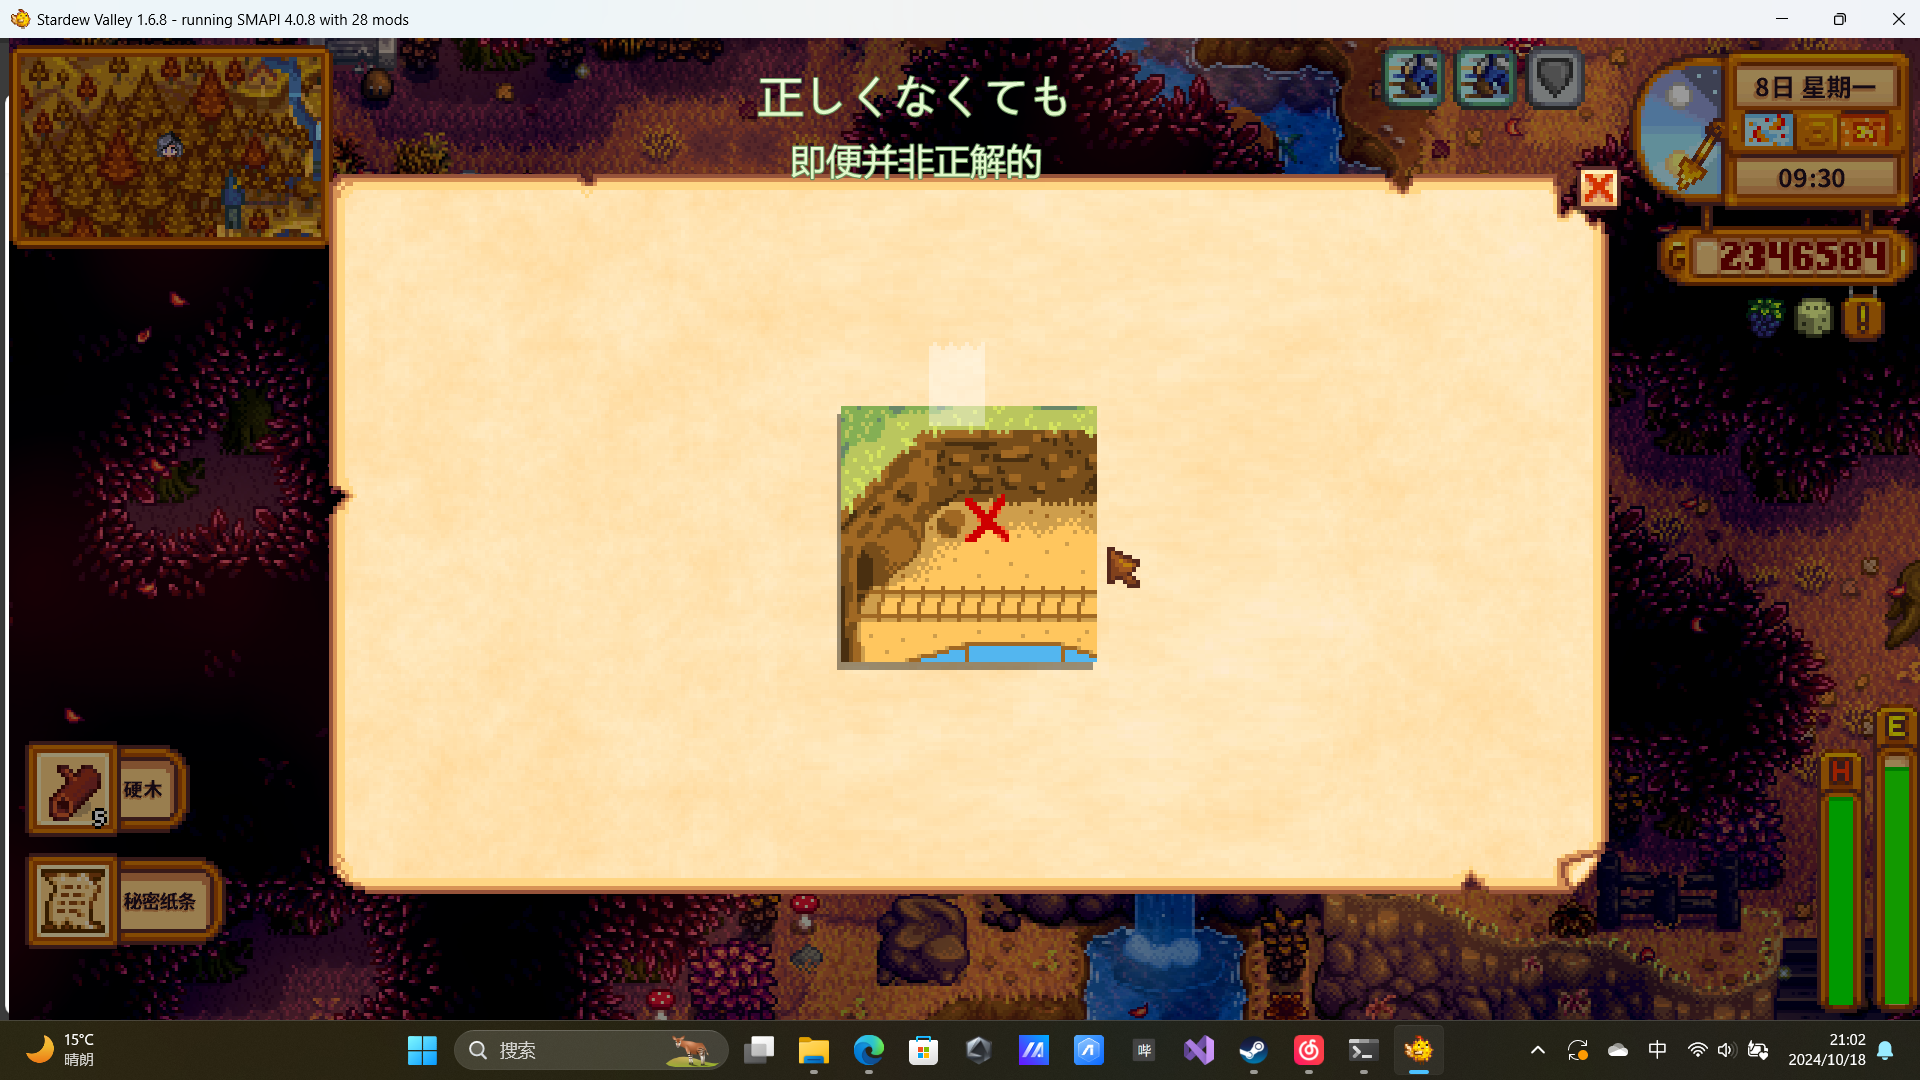 Stardew Valley 1.6.8 - running SMAPI 4.0.8 with 28 mods
正しくなくても
即便并非正解的
8日 星期一
09:30
G 2346584
E
H
硬木
5
秘密纸条
15°C
晴朗
搜索
中
21:02
2024/10/18